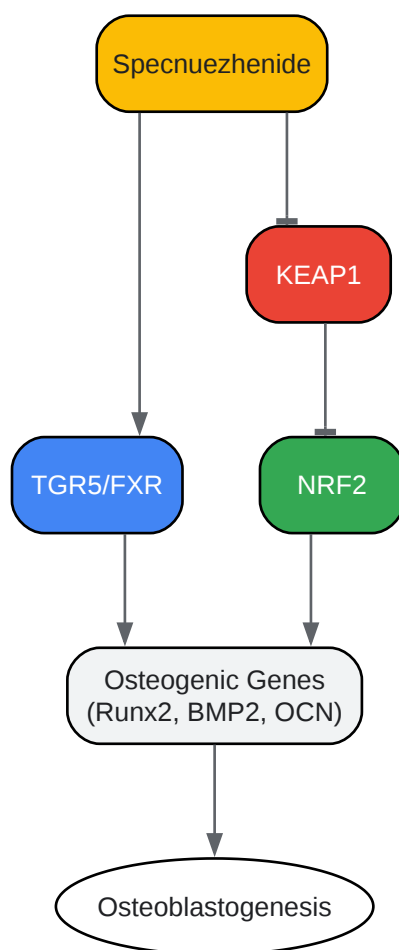 Specnuezhenide
KEAP1
TGR5/FXR
NRF2
Osteogenic Genes
(Runx2, BMP2, OCN)
Osteoblastogenesis